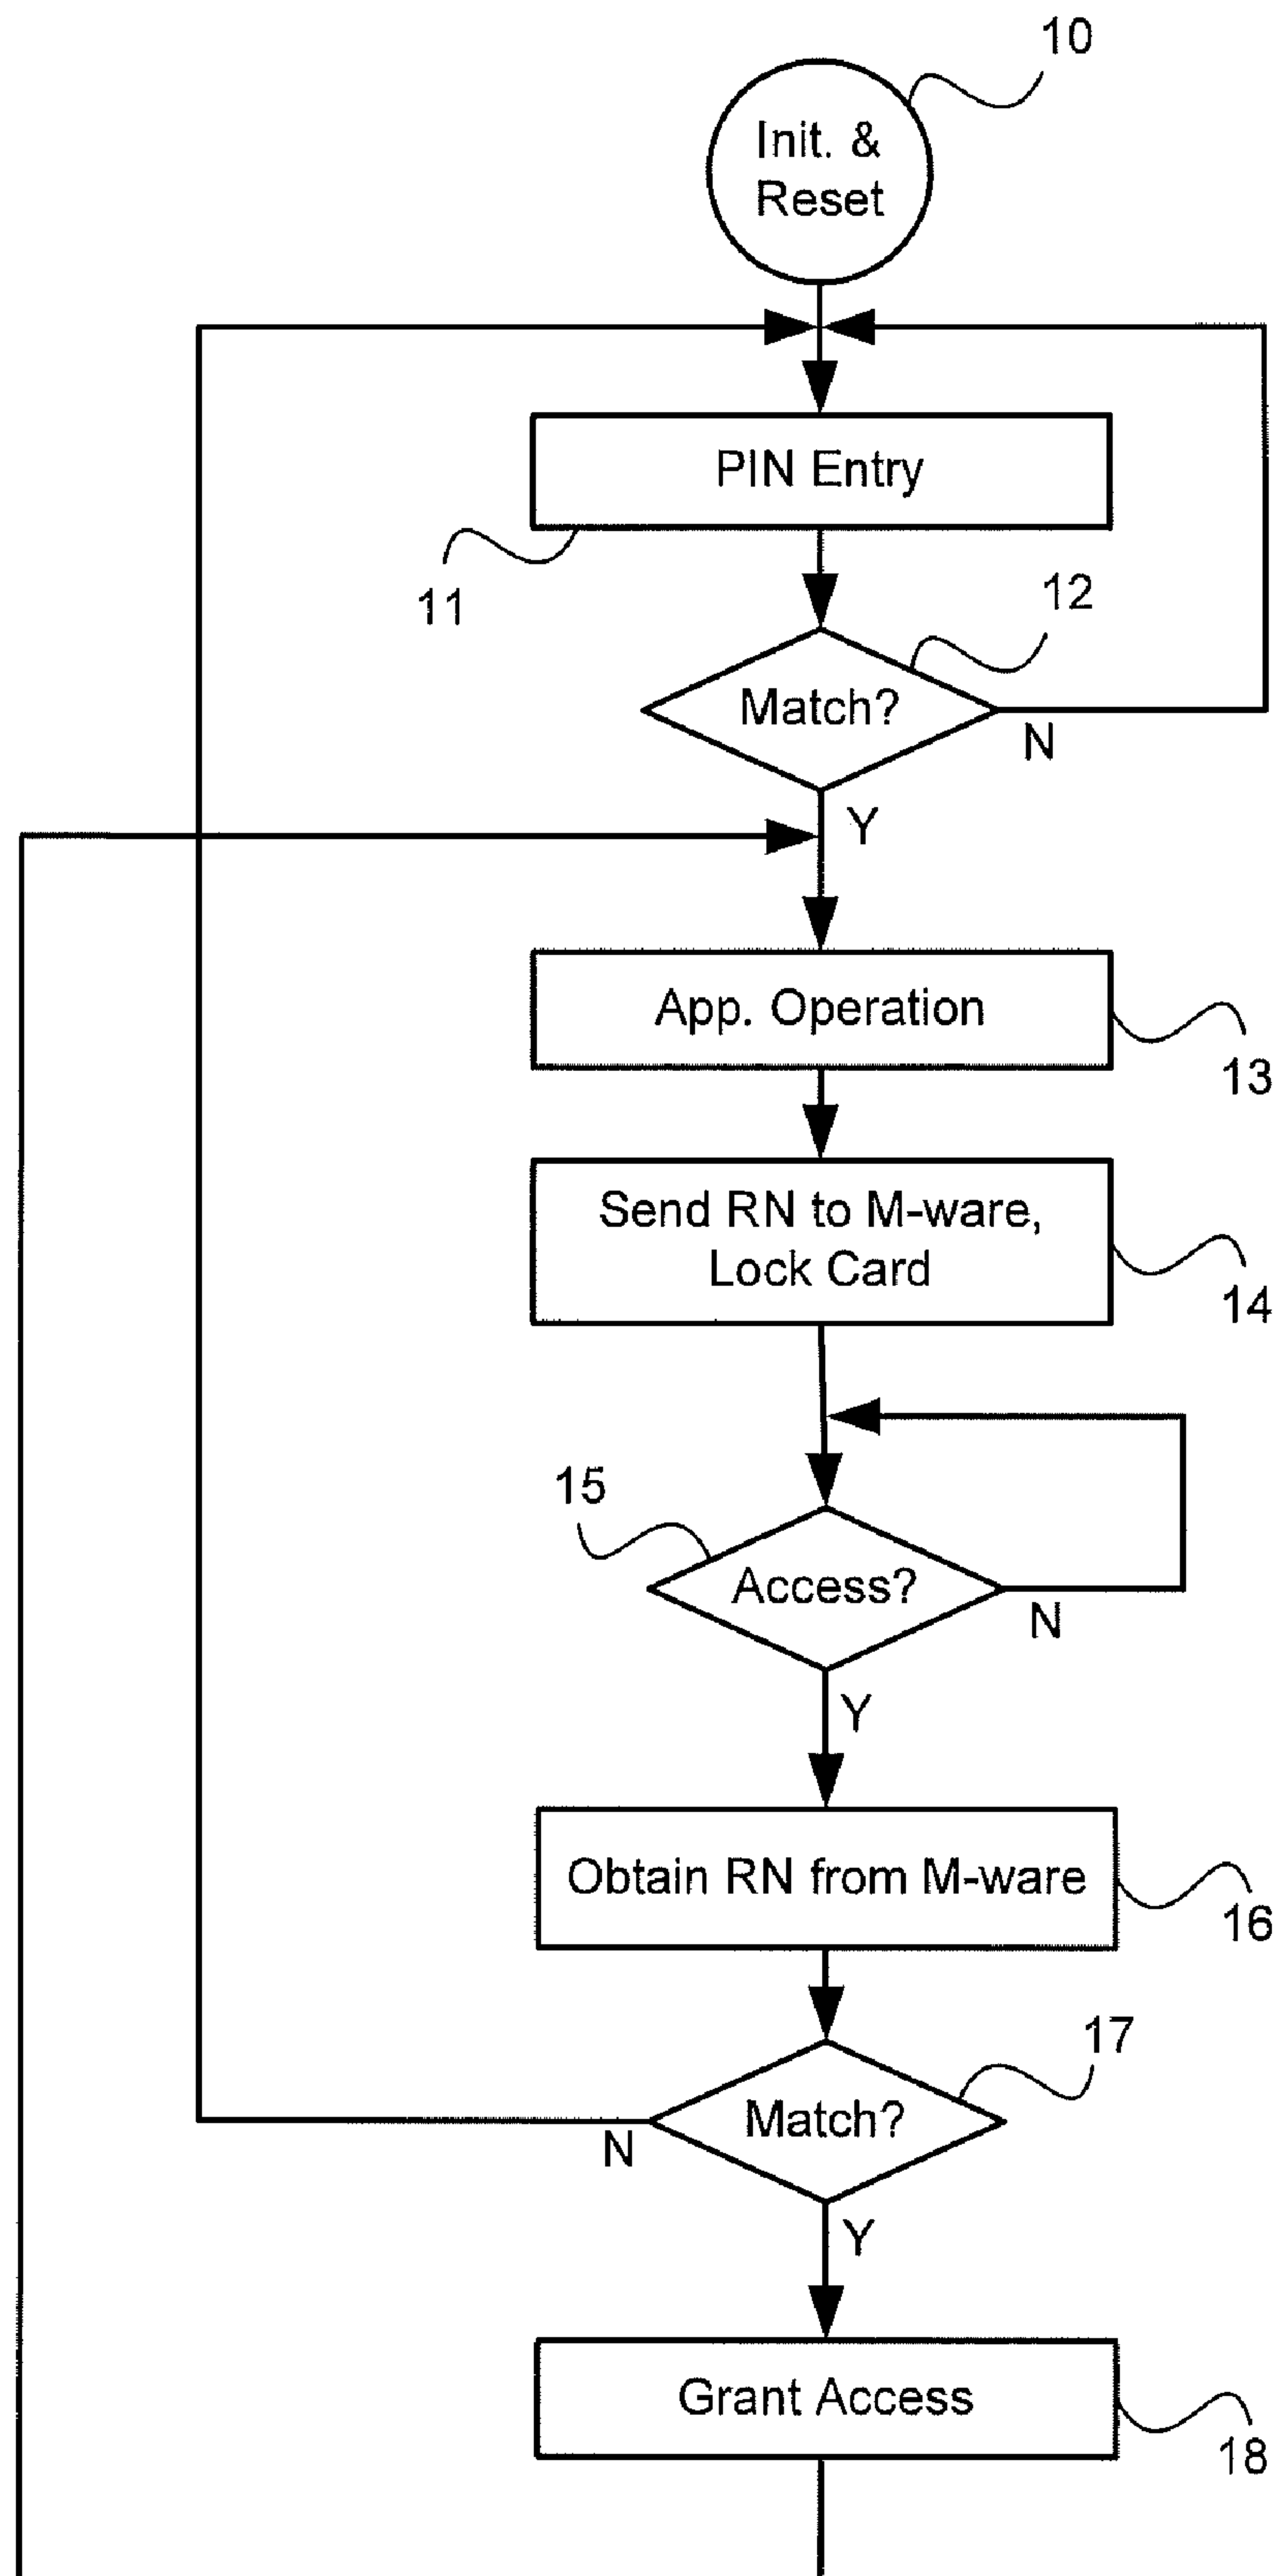 10
Init. &
Reset
PIN Entry
11
12
Match?
N
Y
App. Operation
13
Send RN to M-ware,
Lock Card
14
15
Access?
N
Y
Obtain RN from M-ware
16
17
Match?
N
Y
Grant Access
18